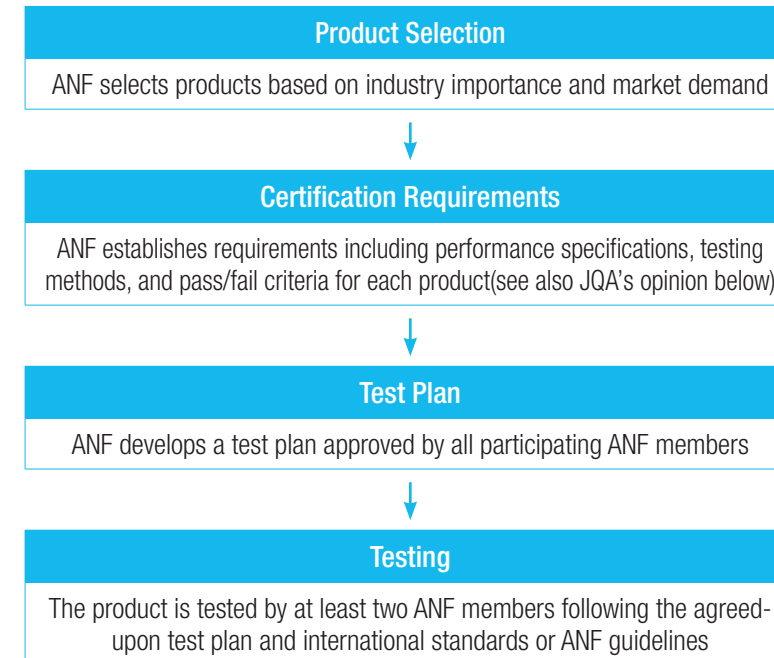 Product Selection
ANF selects products based on industry importance and market demand
Certification Requirements
ANF establishes requirements including performance specifications, testing
methods, and pass/fail criteria for each product(see also JQA's opinion below)
Test Plan
ANF develops a test plan approved by all participating ANF members
Testing
The product is tested by at least two ANF members following the agreed-
upon test plan and international standards or ANF guidelines